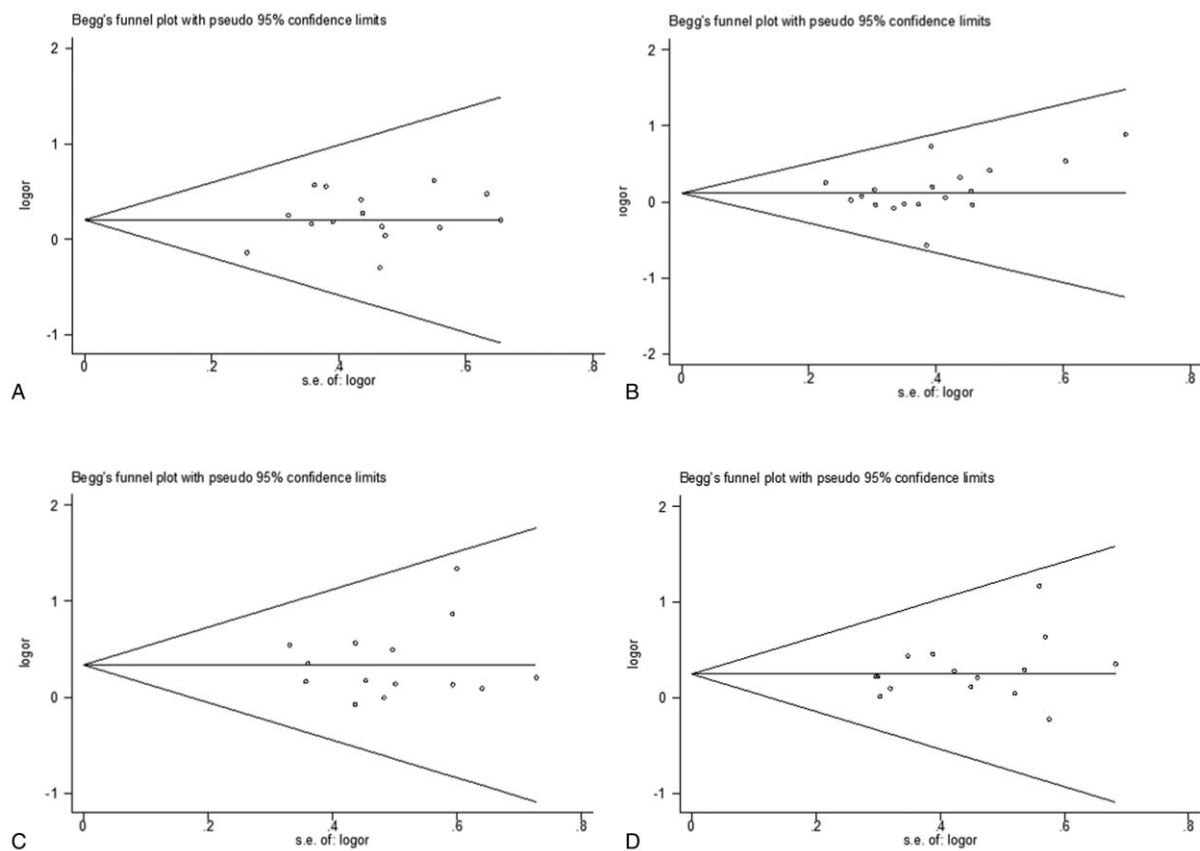 Begg's funnel plot with pseudo 95% confidence limits
2
1
0
-1
logor
0 .2 .4 .6 .8
s.e. of: logor
A
Begg's funnel plot with pseudo 95% confidence limits
2
1
0
-1
-2
logor
0 .2 .4 .6 .8
s.e. of: logor
B
Begg's funnel plot with pseudo 95% confidence limits
2
1
0
-1
logor
0 .2 .4 .6 .8
s.e. of: logor
C
Begg's funnel plot with pseudo 95% confidence limits
2
1
0
-1
logor
0 .2 .4 .6 .8
s.e. of: logor
D